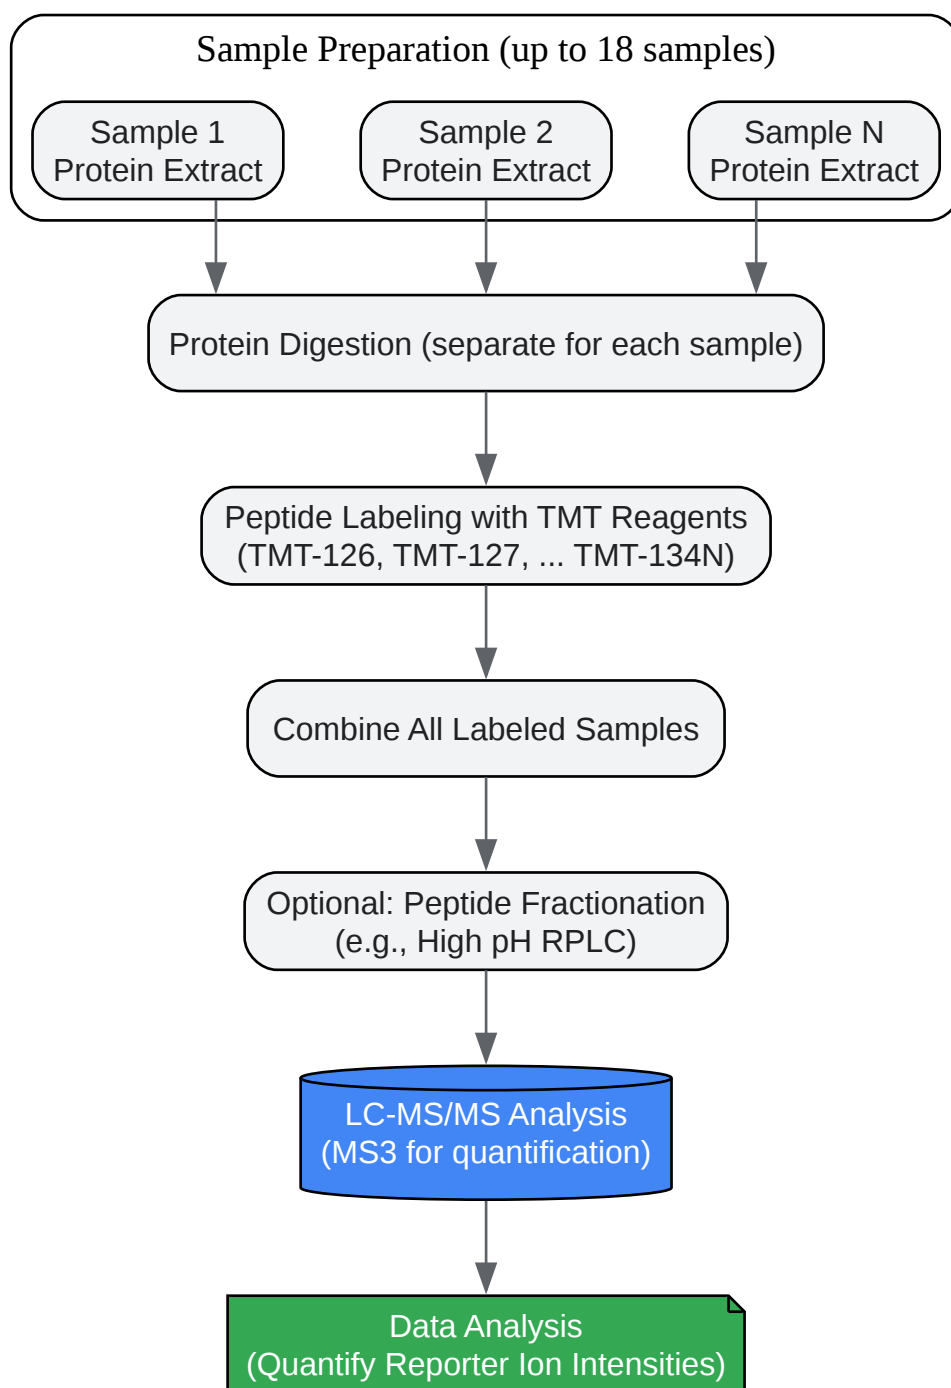 Sample Preparation (up to 18 samples)
Sample 1
Protein Extract
Sample 2
Protein Extract
Sample N
Protein Extract
Protein Digestion (separate for each sample)
Peptide Labeling with TMT Reagents
(TMT-126, TMT-127, ... TMT-134N)
Combine All Labeled Samples
Optional: Peptide Fractionation
(e.g., High pH RPLC)
LC-MS/MS Analysis
(MS3 for quantification)
Data Analysis
(Quantify Reporter Ion Intensities)